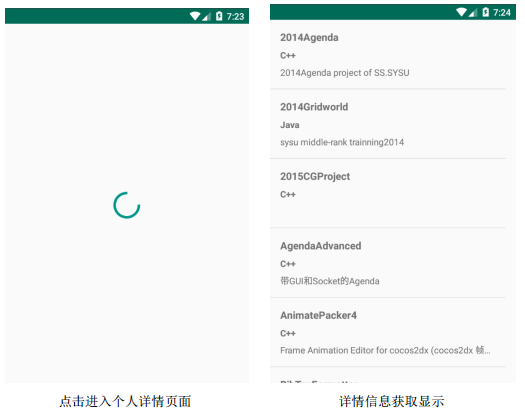 7:23
7:24
2014Agenda
C++
2014Agenda project of SS.SYSU
2014Gridworld
Java
sysu middle-rank trainning2014
2015CGProject
C++
AgendaAdvanced
C++
带GUI和Socket的Agenda
AnimatePacker4
C++
Frame Animation Editor for cocos2dx (cocos2dx 帧...
点击进入个人详情页面
详情信息获取显示